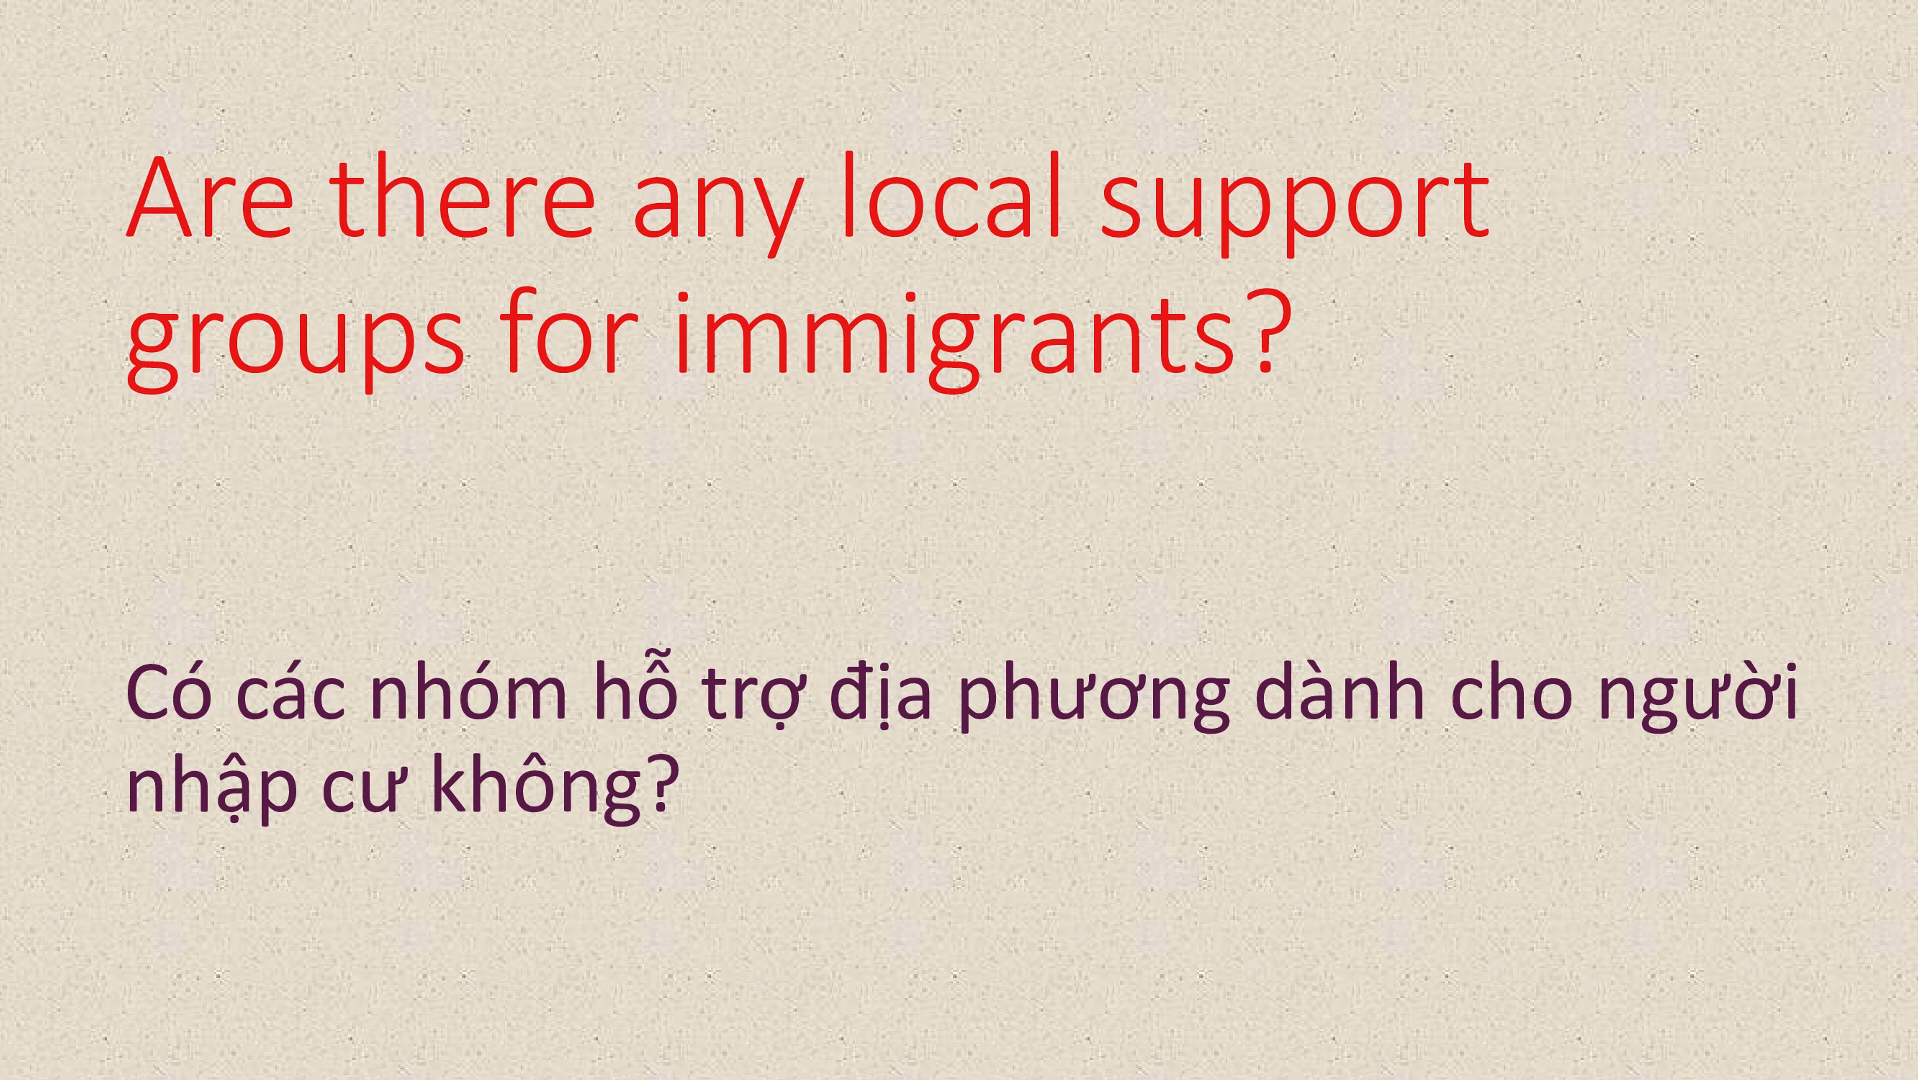 Are there any local support
groups for immigrants?
Có các nhóm hỗ trợ địa phương dành cho người
nhập cư không?